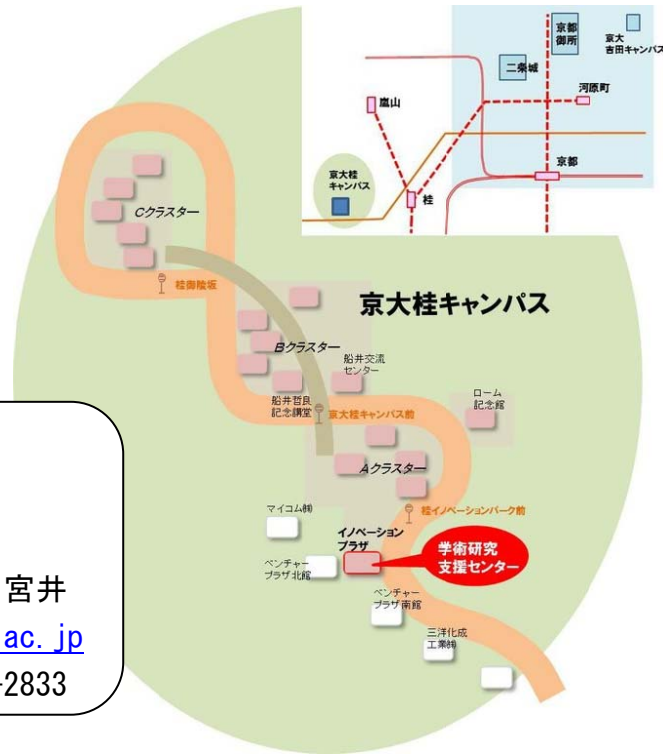 京都
御所
京大
吉田キャンパス
二条城
河原町
嵐山
京都
京大桂
キャンパス
桂
Cクラスター
桂御陵坂
京大桂キャンパス
Bクラスター
船井交流
センター
船井哲良
記念講堂
京大桂キャンパス前
ローム
記念館
Aクラスター
桂イノベーションパーク前
マイコム㈱
イノベーション
プラザ
学術研究
支援センター
ベンチャー
プラザ北館
ベンチャー
プラザ南館
三洋化成
工業㈱
宮井
ac. jp
-2833